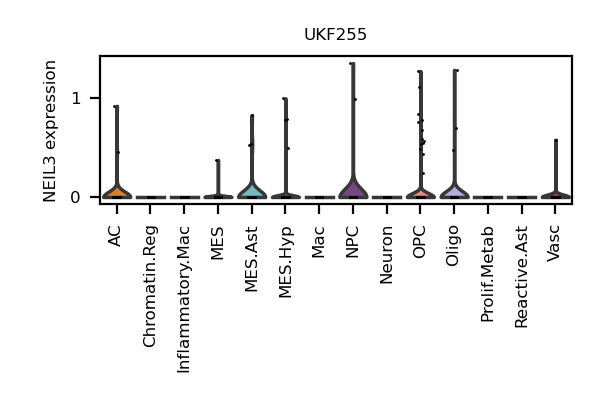 UKF255
NEIL3 expression
1
0
AC
Chromatin.Reg
Inflammatory.Mac
MES
MES.Ast
MES.Hyp
Mac
NPC
Neuron
OPC
Oligo
Prolif.Metab
Reactive.Ast
Vasc